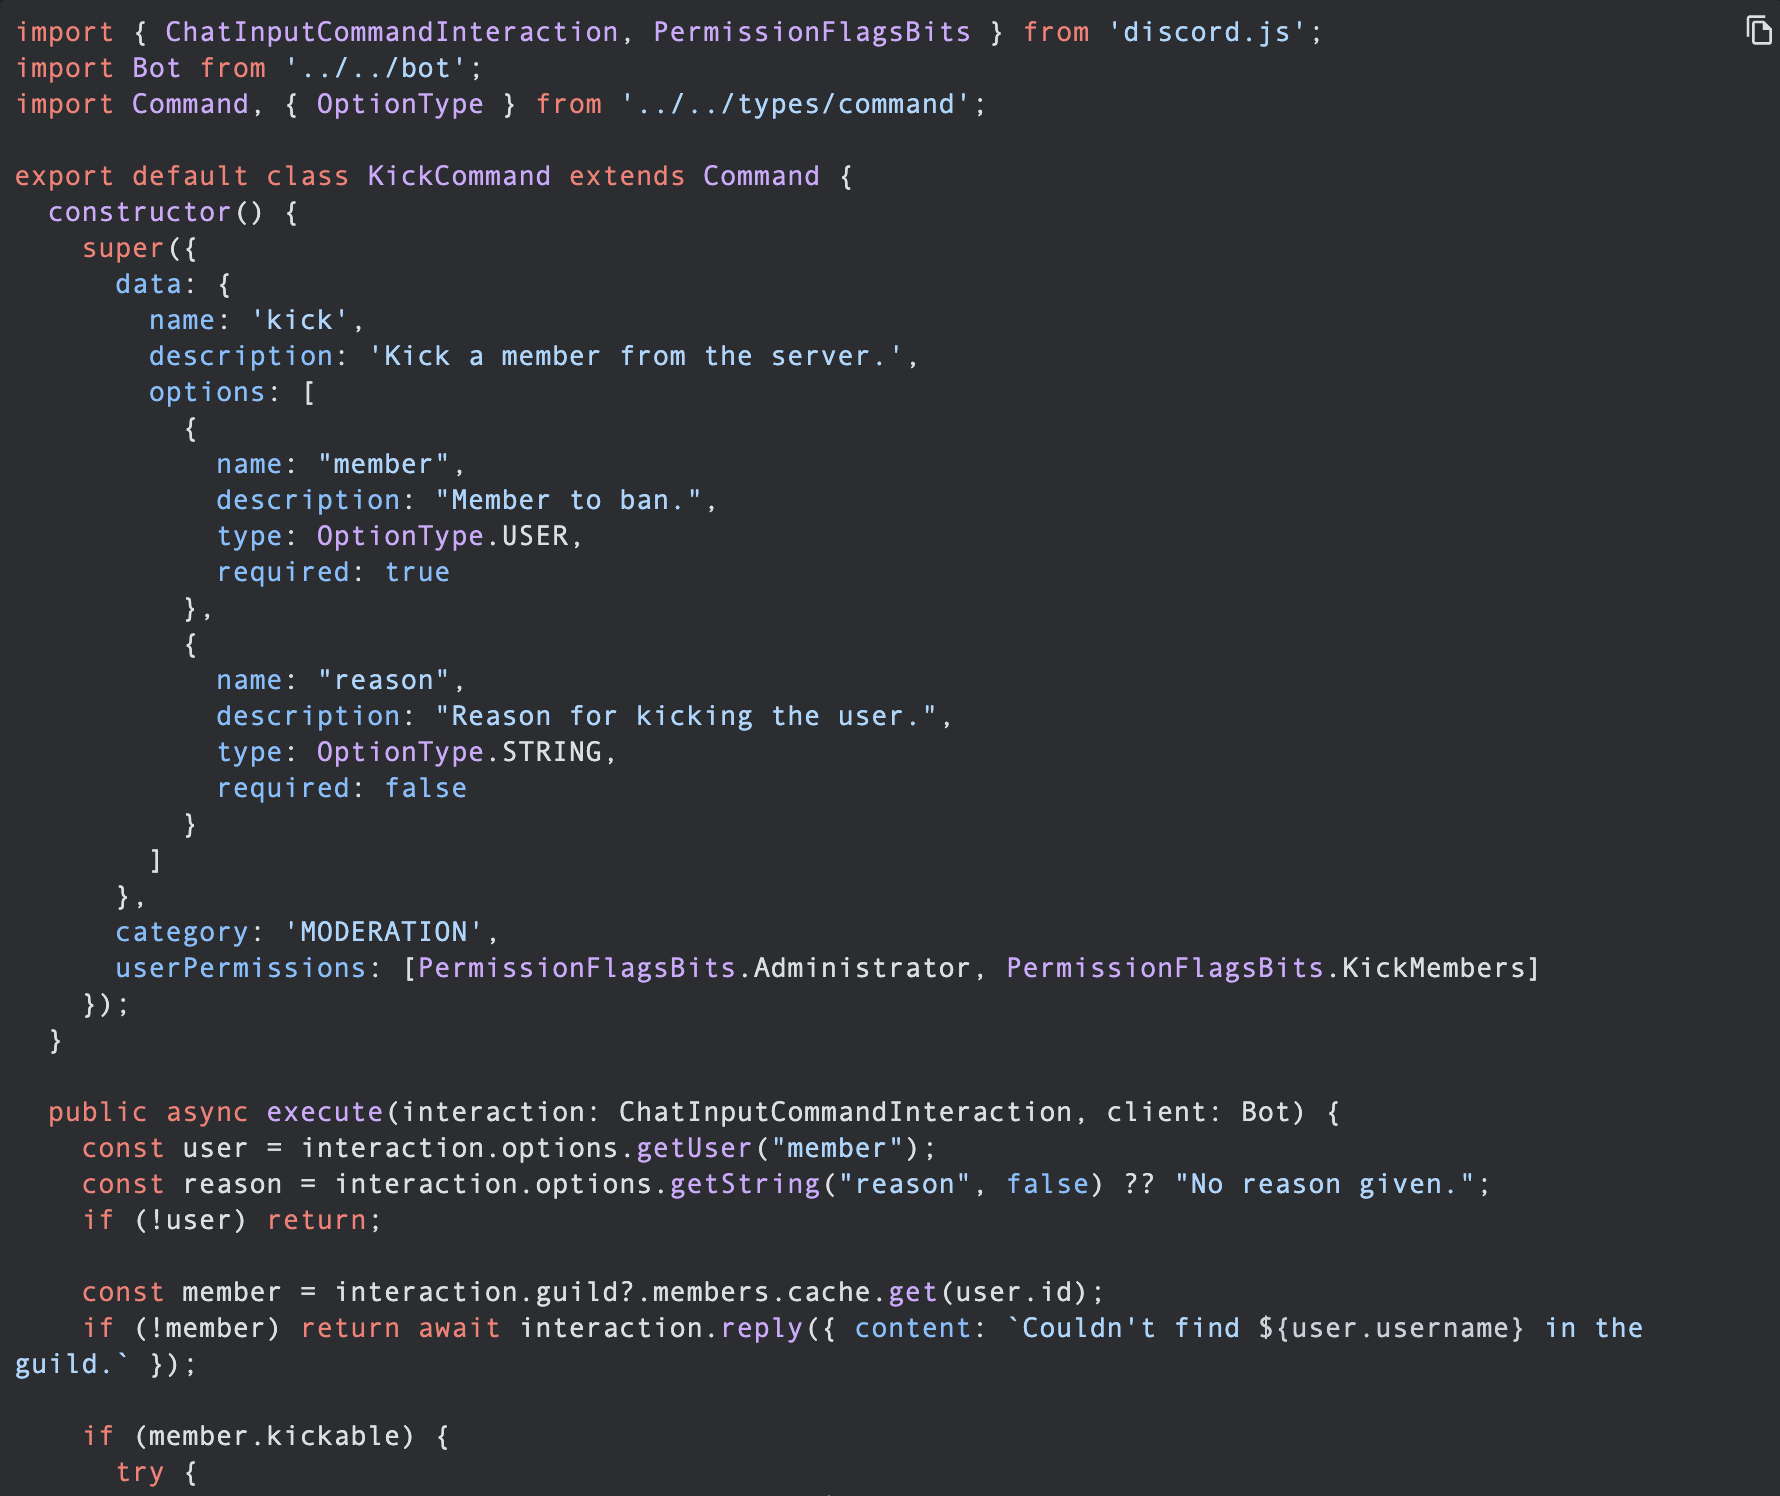 import { ChatInputCommandInteraction, PermissionFlagsBits } from 'discord.js';
import Bot from '../../bot';
import Command, { OptionType } from '../../types/command';

export default class KickCommand extends Command {
  constructor() {
    super({
      data: {
        name: 'kick',
        description: 'Kick a member from the server.',
        options: [
          {
            name: "member",
            description: "Member to ban.",
            type: OptionType.USER,
            required: true
          },
          {
            name: "reason",
            description: "Reason for kicking the user.",
            type: OptionType.STRING,
            required: false
          }
        ]
      },
      category: 'MODERATION',
      userPermissions: [PermissionFlagsBits.Administrator, PermissionFlagsBits.KickMembers]
    });
  }

  public async execute(interaction: ChatInputCommandInteraction, client: Bot) {
    const user = interaction.options.getUser("member");
    const reason = interaction.options.getString("reason", false) ?? "No reason given.";
    if (!user) return;

    const member = interaction.guild?.members.cache.get(user.id);
    if (!member) return await interaction.reply({ content: `Couldn't find ${user.username} in the
guild.` });

    if (member.kickable) {
      try {